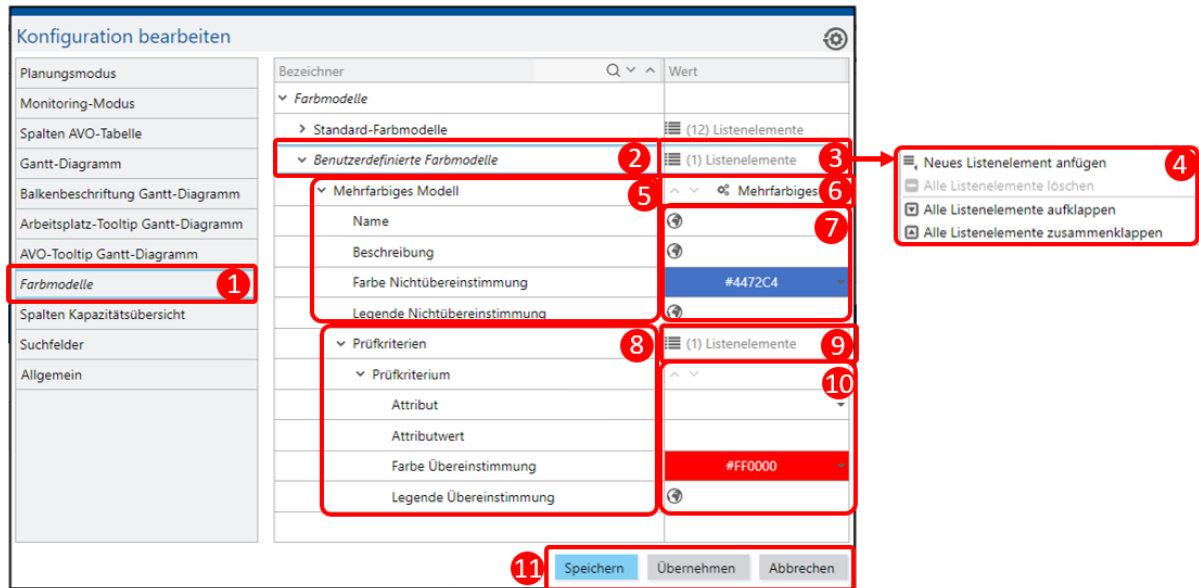 Konfiguration bearbeiten
Planungsmodus
Monitoring-Modus
Spalten AVO-Tabelle
Gantt-Diagramm
Balkenbeschriftung Gantt-Diagramm
Arbeitsplatz-Tooltip Gantt-Diagramm
AVO-Tooltip Gantt-Diagramm
Farbmodelle 1
Spalten Kapazitätsübersicht
Suchfelder
Allgemein
Bezeichner Wert
Farbmodelle
Standard-Farbmodelle (12) Listenelemente
Benutzerdefinierte Farbmodelle 2 (1) Listenelemente 3
Mehrfarbiges Modell 5 Mehrfarbiges 6
Name 7
Beschreibung
Farbe Nichtübereinstimmung #4472C4
Legende Nichtübereinstimmung
Prüfkriterien 8 (1) Listenelemente 9
Prüfkriterium 10
Attribut
Attributwert
Farbe Übereinstimmung #FF0000
Legende Übereinstimmung
11 Speichern Übernehmen Abbrechen
Neues Listenelement anfügen 4
Alle Listenelemente löschen
Alle Listenelemente aufklappen
Alle Listenelemente zusammenklappen